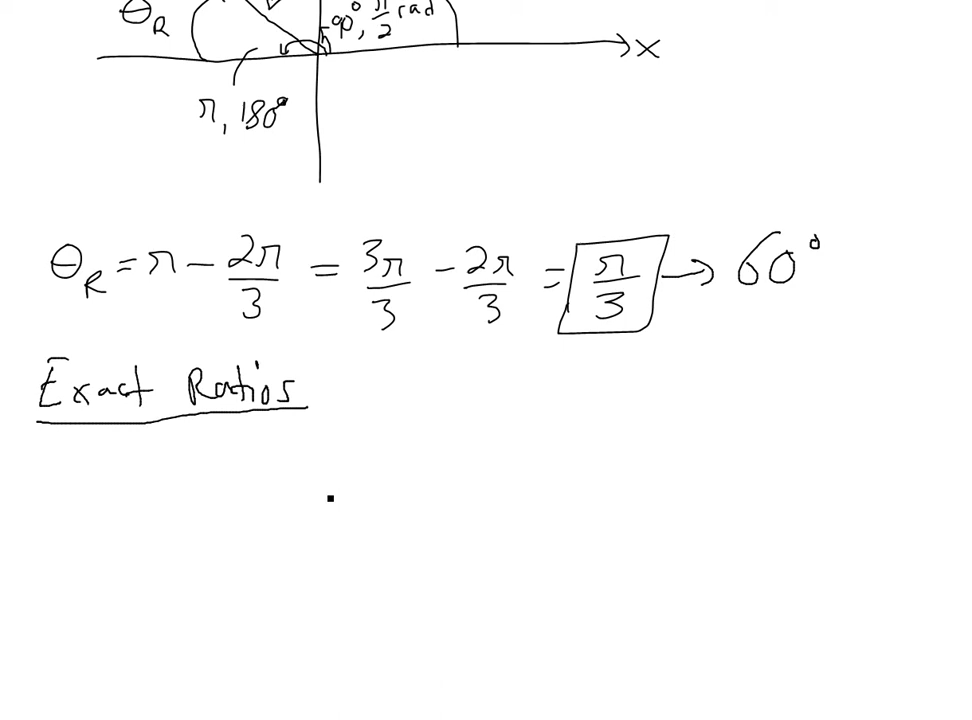 θR 90°, π/2 rad
x
π, 180°
θR = π − 2π/3 = 3π/3 − 2π/3 = π/3 → 60°
Exact Ratios